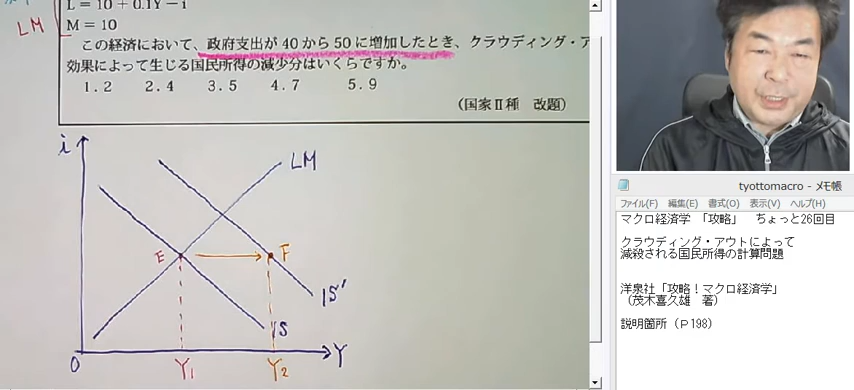 L = 10 + 0.1Y − i
LM
M = 10
この経済において、政府支出が 40 から 50 に増加したとき、クラウディング・ア
効果によって生じる国民所得の減少分はいくらですか。
1. 2 2. 4 3. 5 4. 7 5. 9
(国家Ⅱ種 改題)
i
LM
E
F
IS'
IS
O
Y1
Y2
Y
tyottomacro - メモ帳
ファイル(F) 編集(E) 書式(O) 表示(V) ヘルプ(H)
マクロ経済学 「攻略」 ちょっと26回目
クラウディング・アウトによって
減殺される国民所得の計算問題
洋泉社「攻略!マクロ経済学」
(茂木喜久雄 著)
説明箇所(P198)